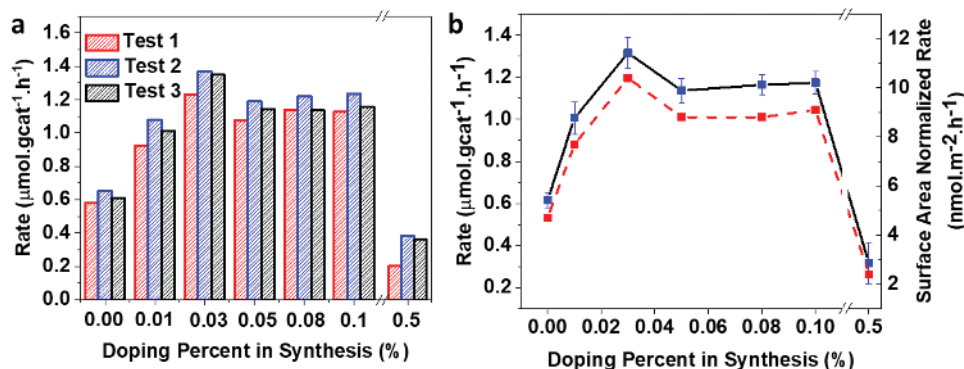 a
Rate (μmol.gcat⁻¹.h⁻¹)
1.6
1.4
1.2
1.0
0.8
0.6
0.4
0.2
0.0
Test 1
Test 2
Test 3
0.00 0.01 0.03 0.05 0.08 0.1 0.5
Doping Percent in Synthesis (%)
b
Rate (μmol.gcat⁻¹.h⁻¹)
1.4
1.2
1.0
0.8
0.6
0.4
0.2
0.00 0.02 0.04 0.06 0.08 0.10 0.5
Doping Percent in Synthesis (%)
12
10
8
6
4
2
Surface Area Normalized Rate
(nmol.m⁻².h⁻¹)